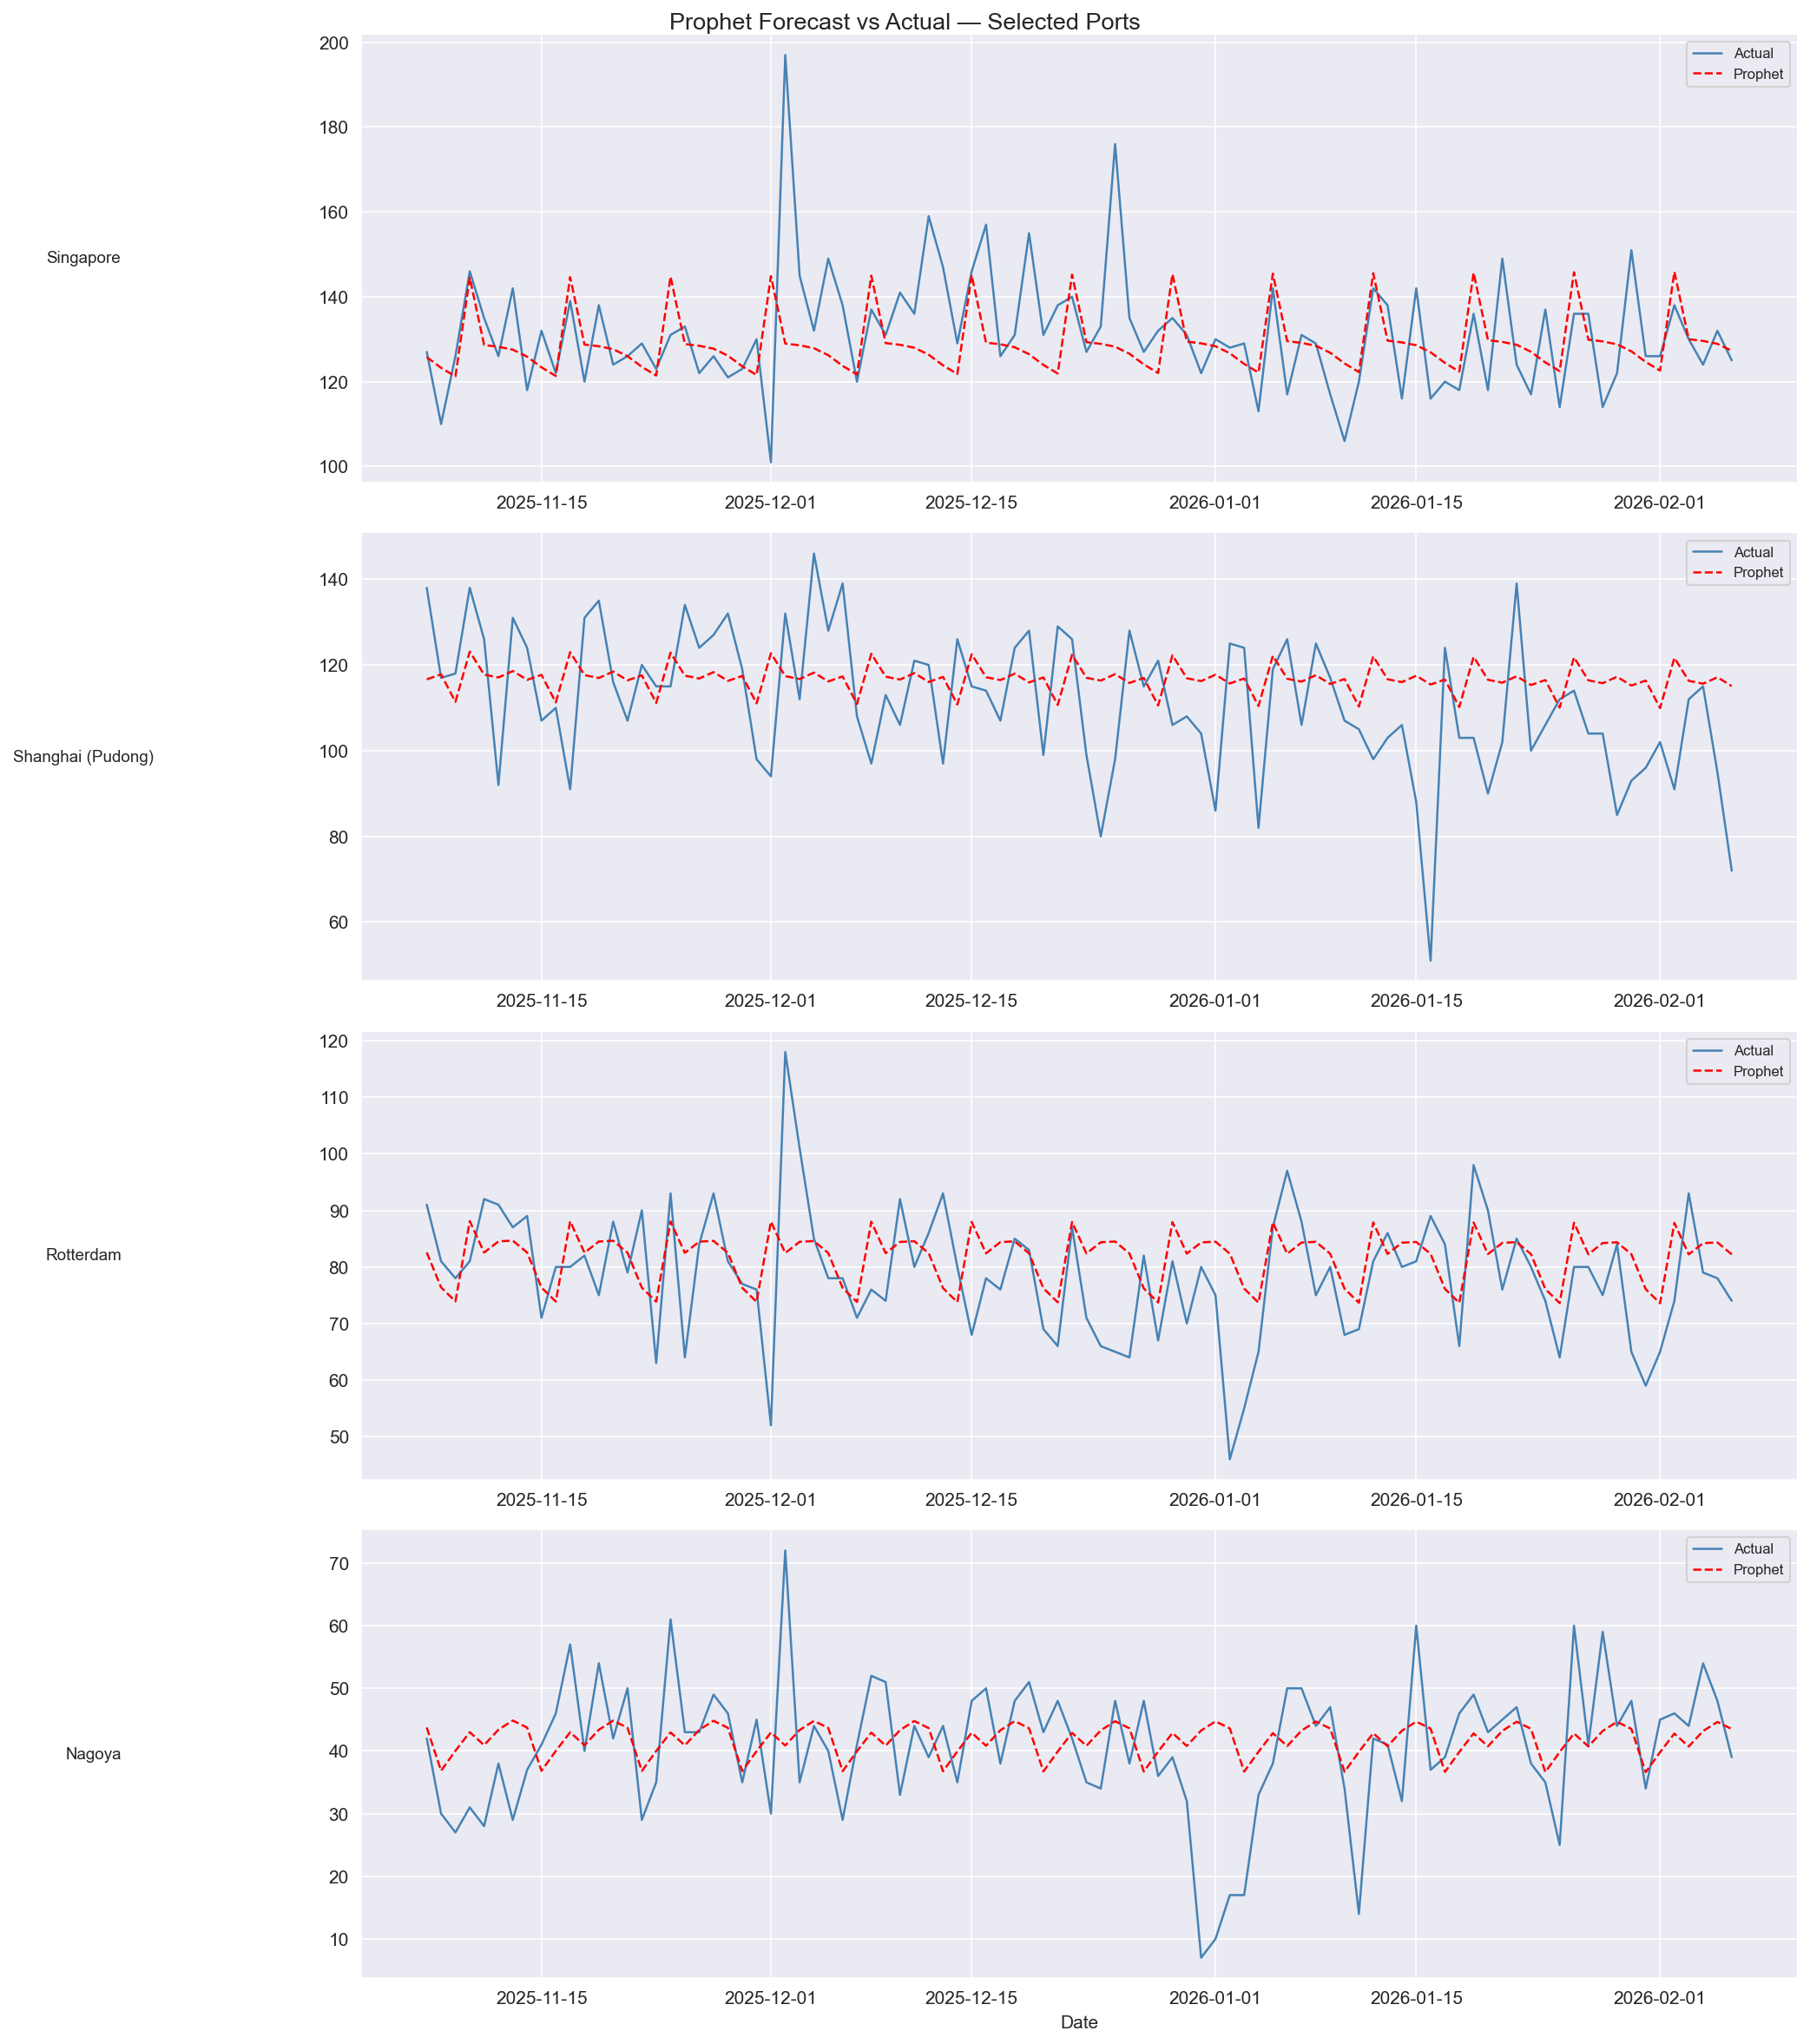 Prophet Forecast vs Actual — Selected Ports
Singapore
200
180
160
140
120
100
Actual
Prophet
2025-11-15 2025-12-01 2025-12-15 2026-01-01 2026-01-15 2026-02-01
Shanghai (Pudong)
140
120
100
80
60
Actual
Prophet
2025-11-15 2025-12-01 2025-12-15 2026-01-01 2026-01-15 2026-02-01
Rotterdam
120
110
100
90
80
70
60
50
Actual
Prophet
2025-11-15 2025-12-01 2025-12-15 2026-01-01 2026-01-15 2026-02-01
Nagoya
70
60
50
40
30
20
10
Actual
Prophet
2025-11-15 2025-12-01 2025-12-15 2026-01-01 2026-01-15 2026-02-01
Date